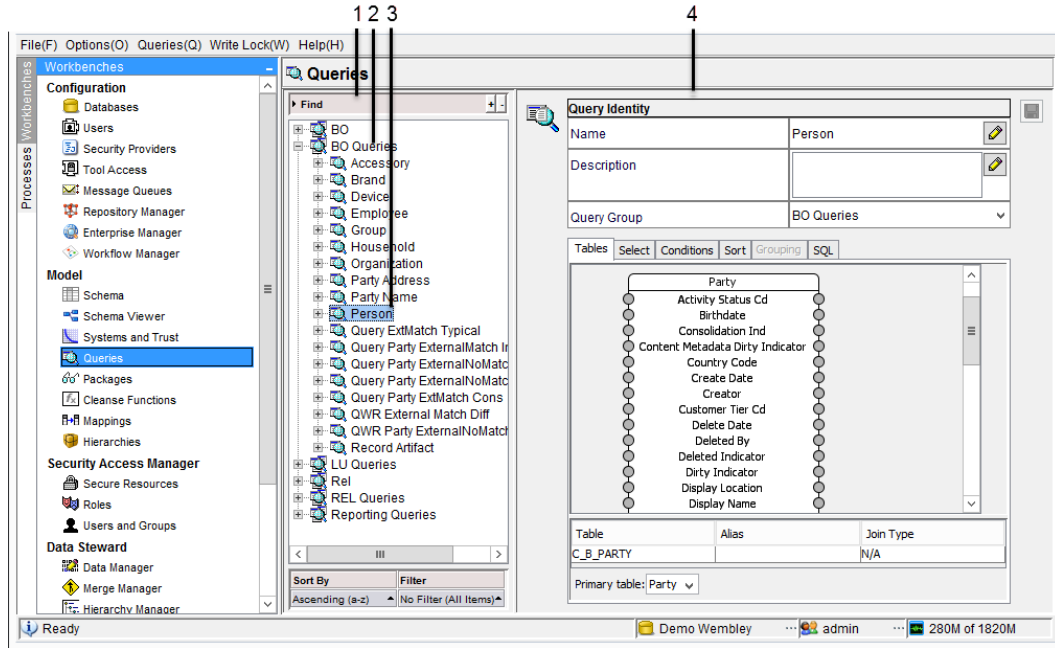 1 2 3 4
File(F) Options(O) Queries(Q) Write Lock(W) Help(H)
Processes Workbenches
Workbenches
Configuration
Databases
Users
Security Providers
Tool Access
Message Queues
Repository Manager
Enterprise Manager
Workflow Manager
Model
Schema
Schema Viewer
Systems and Trust
Queries
Packages
Cleanse Functions
Mappings
Hierarchies
Security Access Manager
Secure Resources
Roles
Users and Groups
Data Steward
Data Manager
Merge Manager
Hierarchy Manager
Queries
Find + -
BO
BO Queries
Accessory
Brand
Device
Employee
Group
Household
Organization
Party Address
Party Name
Person
Query ExtMatch Typical
Query Party ExternalMatch Ir
Query Party ExternalNoMatc
Query Party ExtMatch Cons
QWR External Match Diff
QWR Party ExternalNoMatch
Record Artifact
LU Queries
Rel
REL Queries
Reporting Queries
Sort By Filter
Ascending (a-z) No Filter (All Items)
Query Identity
Name Person
Description
Query Group BO Queries
Tables Select Conditions Sort Grouping SQL
Party
Activity Status Cd
Birthdate
Consolidation Ind
Content Metadata Dirty Indicator
Country Code
Create Date
Creator
Customer Tier Cd
Delete Date
Deleted By
Deleted Indicator
Dirty Indicator
Display Location
Display Name
Table Alias Join Type
C_B_PARTY N/A
Primary table: Party
Ready Demo Wembley ... admin ... 280M of 1820M